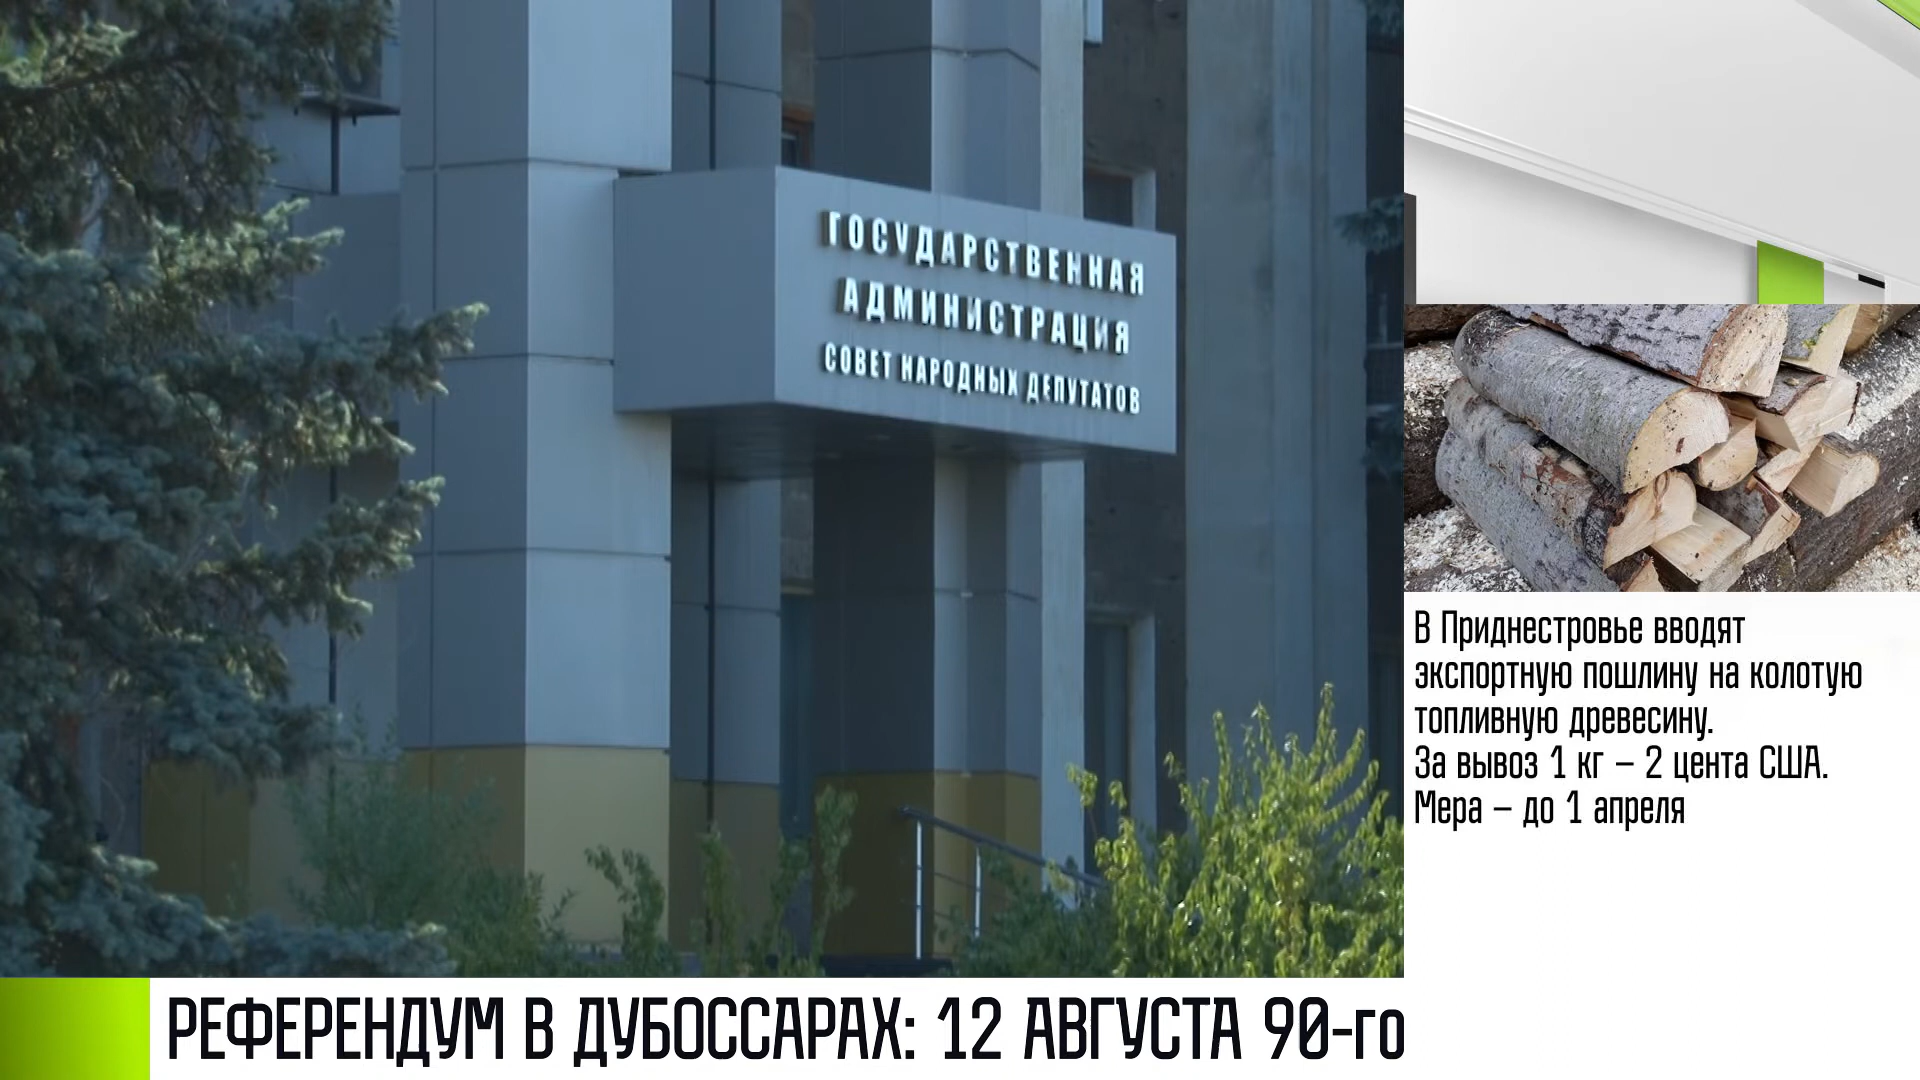 ГОСУДАРСТВЕННАЯ
АДМИНИСТРАЦИЯ
СОВЕТ НАРОДНЫХ ДЕПУТАТОВ
В Приднестровье вводят
экспортную пошлину на колотую
топливную древесину.
За вывоз 1 кг – 2 цента США.
Мера – до 1 апреля
РЕФЕРЕНДУМ В ДУБОССАРАХ: 12 АВГУСТА 90-го